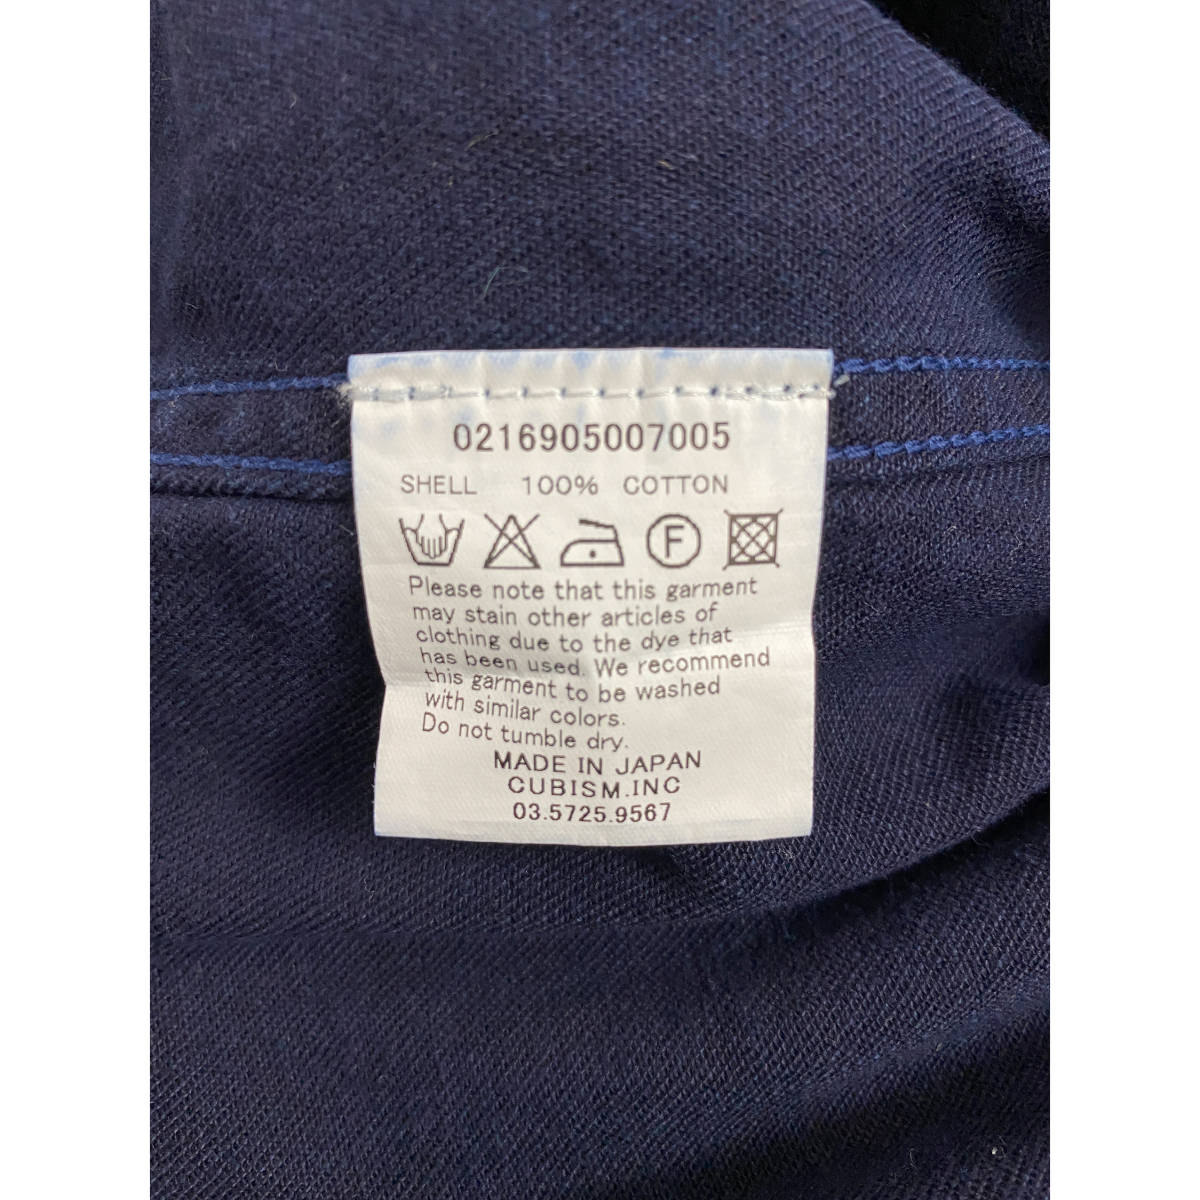 0216905007005
SHELL 100% COTTON
F
Please note that this garment
may stain other articles of
clothing due to the dye that
has been used. We recommend
this garment to be washed
with similar colors.
Do not tumble dry.
MADE IN JAPAN
CUBISM.INC
03.5725.9567